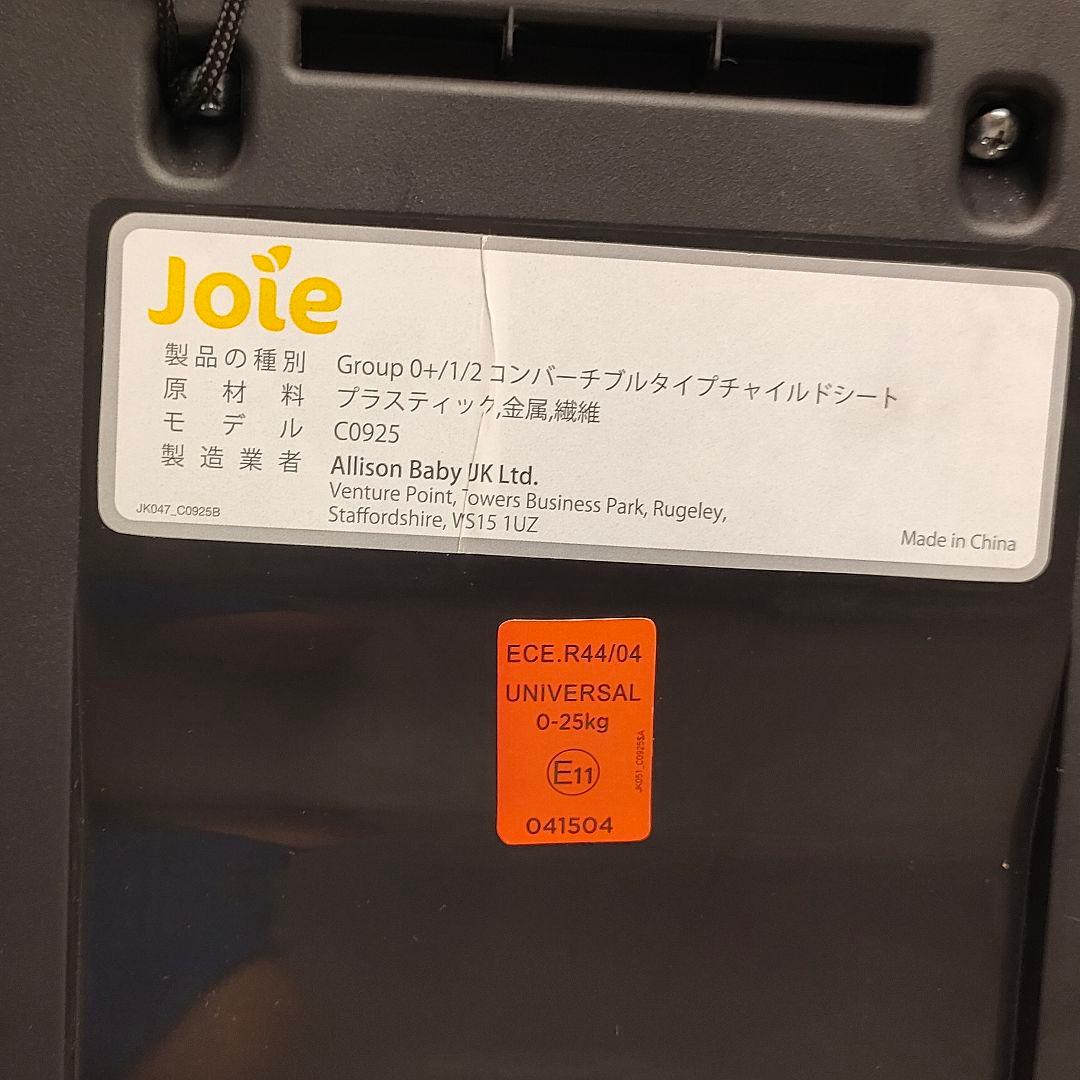 Joie
製品の種別 Group 0+/1/2 コンバーチブルタイプチャイルドシート
原材料 プラスティック,金属,繊維
モデル C0925
製造業者 Allison Baby UK Ltd.
Venture Point, Towers Business Park, Rugeley,
Staffordshire, WS15 1UZ
JK047_C0925B
Made in China
ECE.R44/04
UNIVERSAL
0-25kg
E11
041504